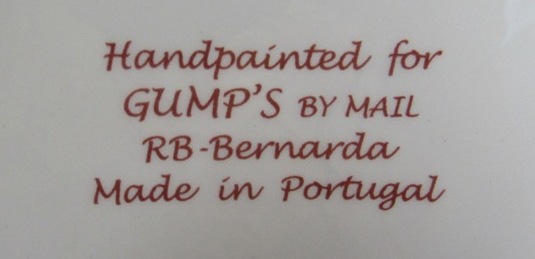 Handpainted for
GUMP'S BY MAIL
RB-Bernarda
Made in Portugal